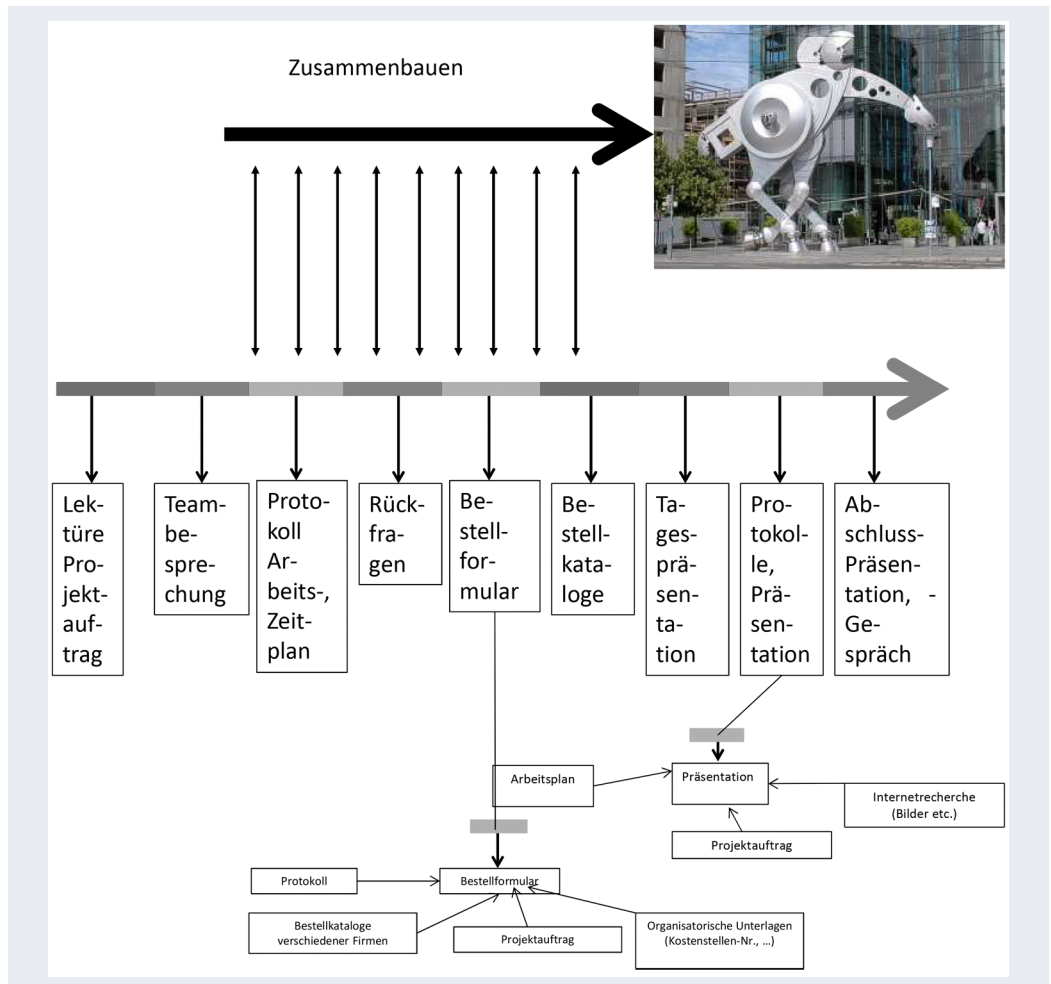 Zusammenbauen
Lek-
türe
Pro-
jekt-
auf-
trag
Team-
be-
spre-
chung
Proto-
koll
Ar-
beits-,
Zeit-
plan
Rück-
fra-
gen
Be-
stell-
for-
mular
Be-
stell-
kata-
loge
Ta-
ges-
prä-
sen-
ta-
tion
Pro-
tokol-
le,
Prä-
sen-
tation
Ab-
schluss-
Präsen-
tation, -
Ge-
spräch
Arbeitsplan
Präsentation
Internetrecherche
(Bilder etc.)
Projektauftrag
Protokoll
Bestellformular
Bestellkataloge
verschiedener Firmen
Projektauftrag
Organisatorische Unterlagen
(Kostenstellen-Nr., ...)